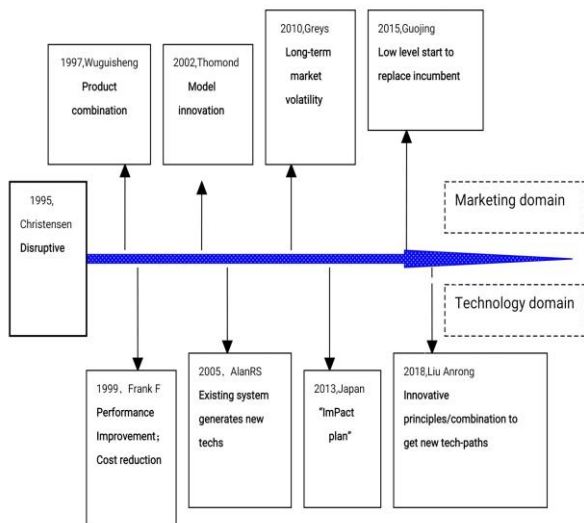 1997,Wuguisheng
Product
combination
2002,Thomond
Model
innovation
2010,Greys
Long-term
market
volatility
2015,Guojing
Low level start to
replace incumbent
1995,
Christensen
Disruptive
Marketing domain
Technology domain
1999，Frank F
Performance
Improvement；
Cost reduction
2005，AlanRS
Existing system
generates new
techs
2013,Japan
“ImPact
plan”
2018,Liu Anrong
Innovative
principles/combination to
get new tech-paths